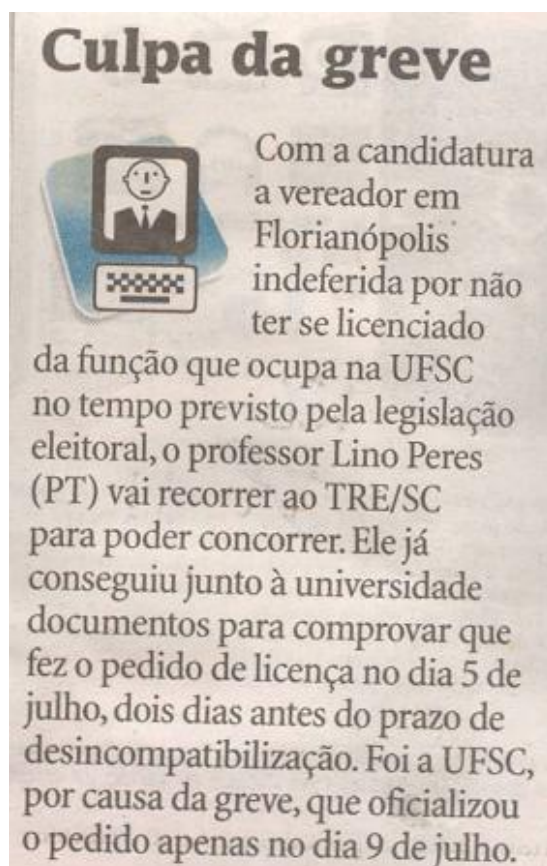 Culpa da greve
Com a candidatura
a vereador em
Florianópolis
indeferida por não
ter se licenciado
da função que ocupa na UFSC
no tempo previsto pela legislação
eleitoral, o professor Lino Peres
(PT) vai recorrer ao TRE/SC
para poder concorrer. Ele já
conseguiu junto à universidade
documentos para comprovar que
fez o pedido de licença no dia 5 de
julho, dois dias antes do prazo de
desincompatibilização. Foi a UFSC,
por causa da greve, que oficializou
o pedido apenas no dia 9 de julho.